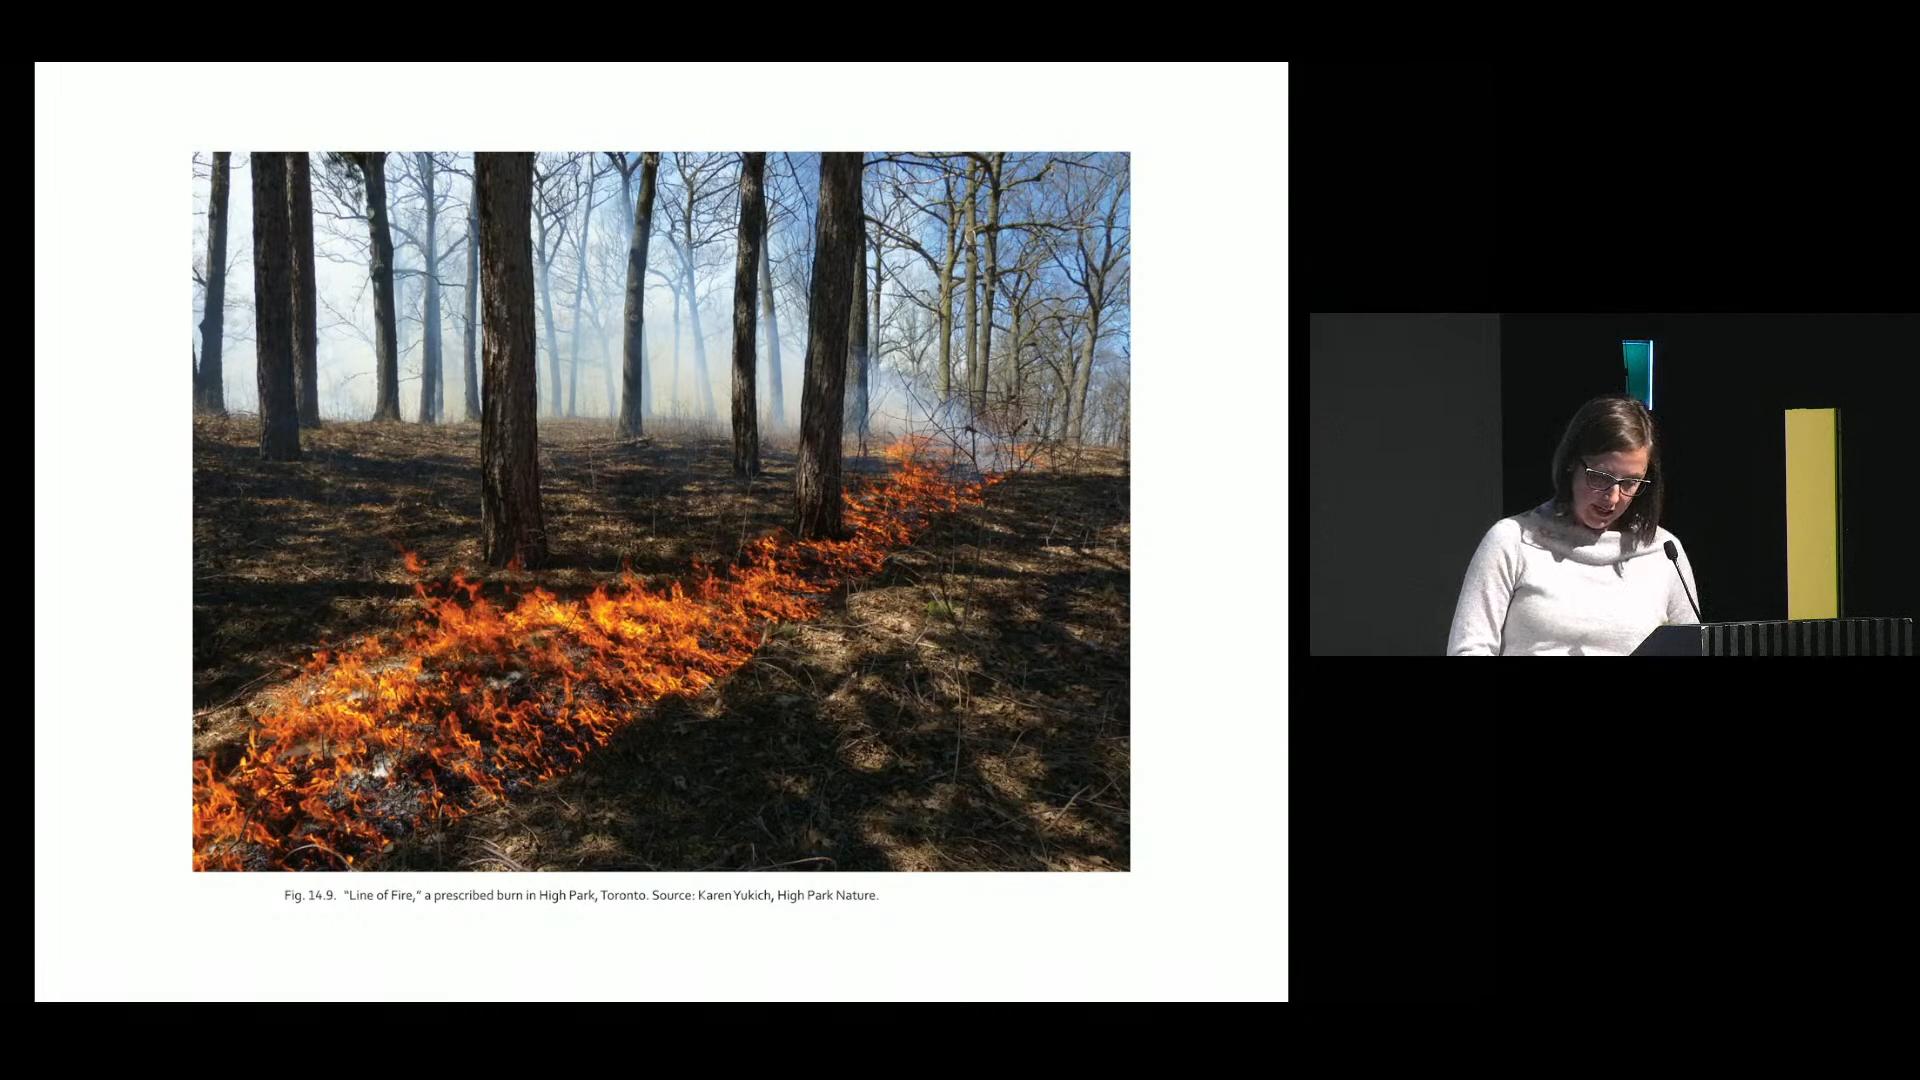 Fig. 14.9. “Line of Fire,” a prescribed burn in High Park, Toronto. Source: Karen Yukich, High Park Nature.